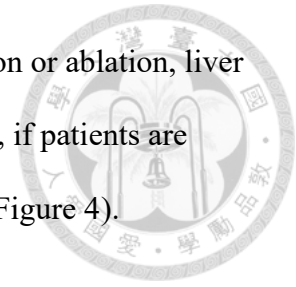 on or ablation, liver
, if patients are
Figure 4).